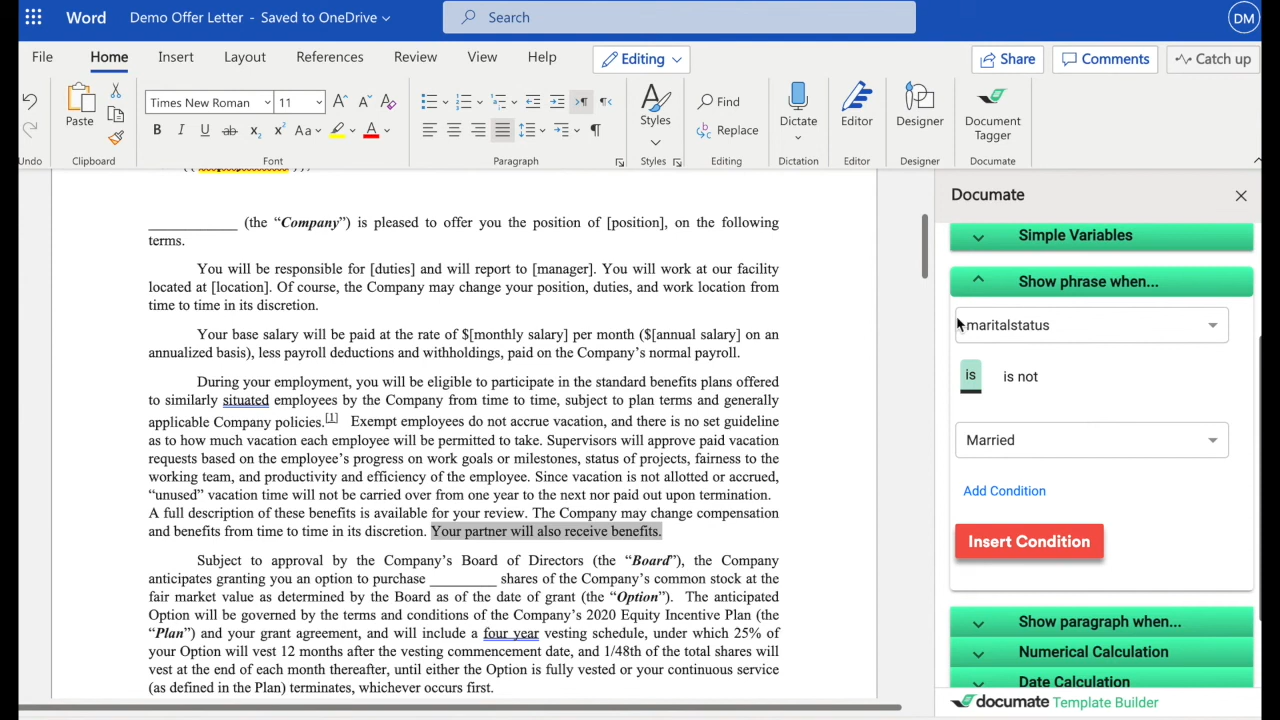 Word Demo Offer Letter - Saved to OneDrive Search DM
File Home Insert Layout References Review View Help Editing Share Comments Catch up
Undo
Paste
Clipboard
Times New Roman 11
B I U ab x₂ x² Aa A
Font
Paragraph
Styles
Styles
Find
Replace
Editing
Dictate
Dictation
Editor
Editor
Designer
Designer
Document
Tagger
Documate
__________ (the “Company”) is pleased to offer you the position of [position], on the following
terms.
You will be responsible for [duties] and will report to [manager]. You will work at our facility
located at [location]. Of course, the Company may change your position, duties, and work location from
time to time in its discretion.
Your base salary will be paid at the rate of $[monthly salary] per month ($[annual salary] on an
annualized basis), less payroll deductions and withholdings, paid on the Company’s normal payroll.
During your employment, you will be eligible to participate in the standard benefits plans offered
to similarly situated employees by the Company from time to time, subject to plan terms and generally
applicable Company policies.[1] Exempt employees do not accrue vacation, and there is no set guideline
as to how much vacation each employee will be permitted to take. Supervisors will approve paid vacation
requests based on the employee’s progress on work goals or milestones, status of projects, fairness to the
working team, and productivity and efficiency of the employee. Since vacation is not allotted or accrued,
“unused” vacation time will not be carried over from one year to the next nor paid out upon termination.
A full description of these benefits is available for your review. The Company may change compensation
and benefits from time to time in its discretion. Your partner will also receive benefits.
Subject to approval by the Company’s Board of Directors (the “Board”), the Company
anticipates granting you an option to purchase _________ shares of the Company’s common stock at the
fair market value as determined by the Board as of the date of grant (the “Option”). The anticipated
Option will be governed by the terms and conditions of the Company’s 2020 Equity Incentive Plan (the
“Plan”) and your grant agreement, and will include a four year vesting schedule, under which 25% of
your Option will vest 12 months after the vesting commencement date, and 1/48th of the total shares will
vest at the end of each month thereafter, until either the Option is fully vested or your continuous service
(as defined in the Plan) terminates, whichever occurs first.
Documate
Simple Variables
Show phrase when...
maritalstatus
is is not
Married
Add Condition
Insert Condition
Show paragraph when...
Numerical Calculation
Date Calculation
documate Template Builder